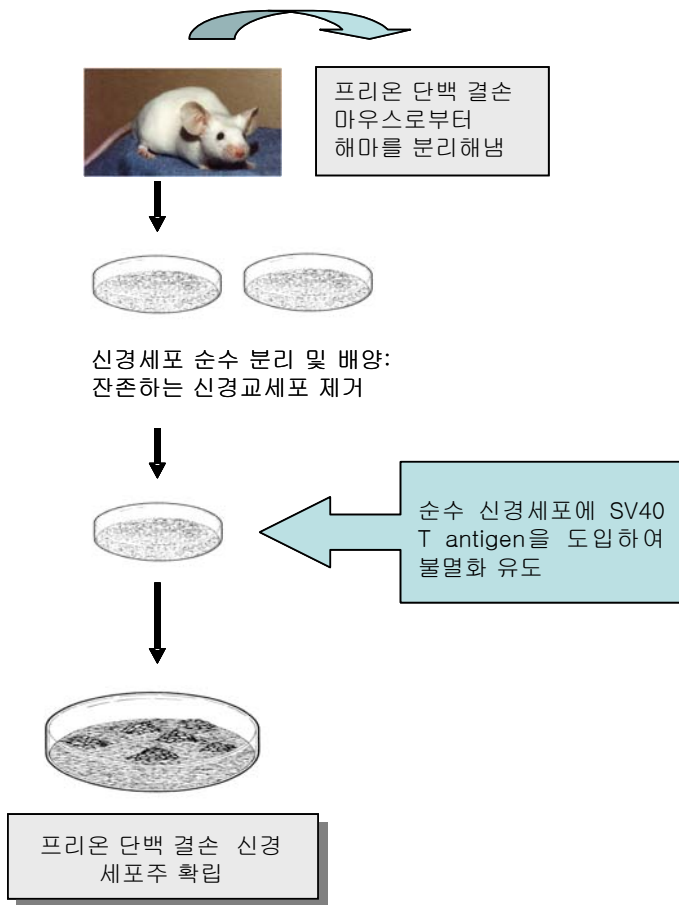 프리온 단백 결손
마우스로부터
해마를 분리해냄
신경세포 순수 분리 및 배양:
잔존하는 신경교세포 제거
순수 신경세포에 SV40
T antigen을 도입하여
불멸화 유도
프리온 단백 결손 신경
세포주 확립